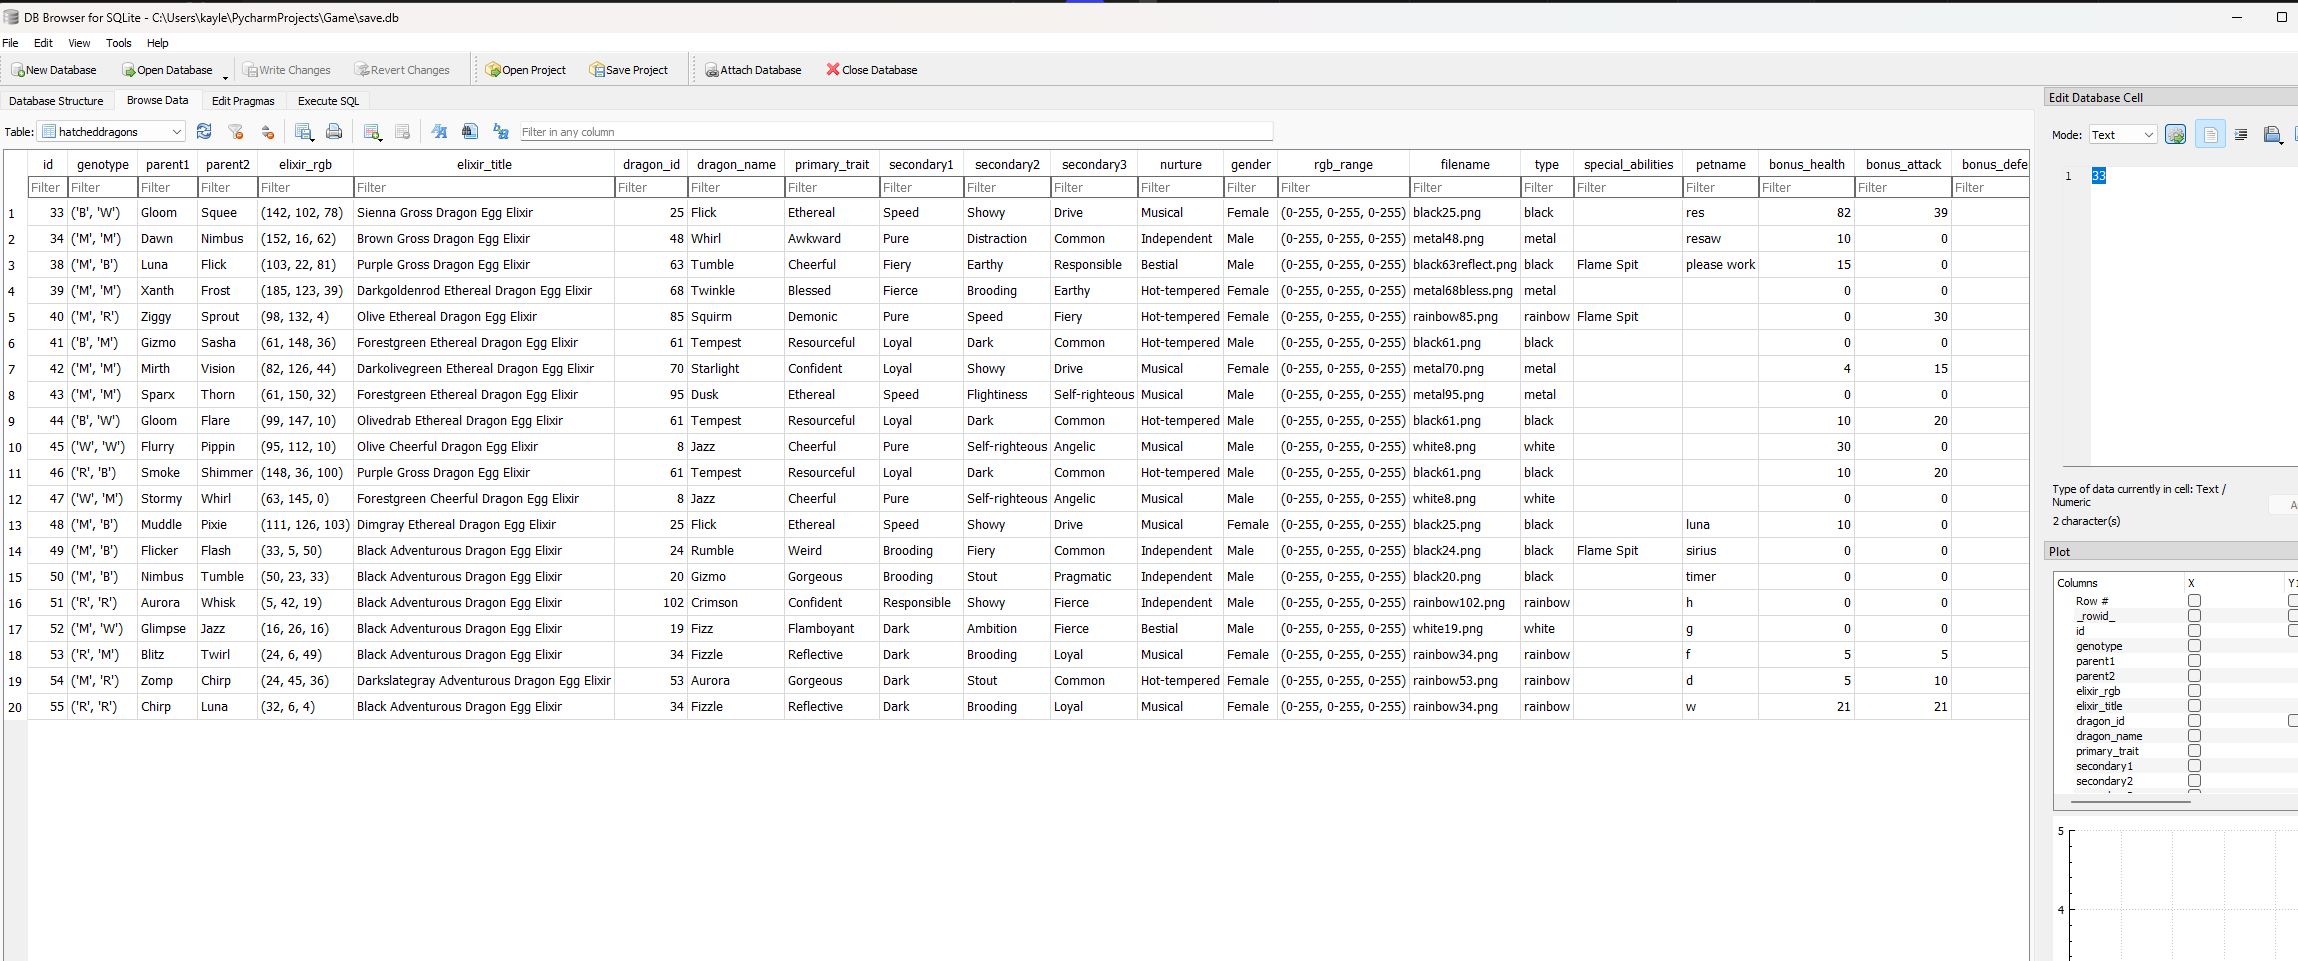 DB Browser for SQLite - C:\Users\kayle\PycharmProjects\Game\save.db
File Edit View Tools Help
New Database Open Database Write Changes Revert Changes Open Project Save Project Attach Database Close Database
Database Structure Browse Data Edit Pragmas Execute SQL
Table: hatcheddragons Filter in any column
id genotype parent1 parent2 elixir_rgb elixir_title dragon_id dragon_name primary_trait secondary1 secondary2 secondary3 nurture gender rgb_range filename type special_abilities petname bonus_health bonus_attack bonus_defe
Filter Filter Filter Filter Filter Filter Filter Filter Filter Filter Filter Filter Filter Filter Filter Filter Filter Filter Filter Filter Filter Filter
1 33 ('B', 'W') Gloom Squee (142, 102, 78) Sienna Gross Dragon Egg Elixir 25 Flick Ethereal Speed Showy Drive Musical Female (0-255, 0-255, 0-255) black25.png black res 82 39
2 34 ('M', 'M') Dawn Nimbus (152, 16, 62) Brown Gross Dragon Egg Elixir 48 Whirl Awkward Pure Distraction Common Independent Male (0-255, 0-255, 0-255) metal48.png metal resaw 10 0
3 38 ('M', 'B') Luna Flick (103, 22, 81) Purple Gross Dragon Egg Elixir 63 Tumble Cheerful Fiery Earthy Responsible Bestial Male (0-255, 0-255, 0-255) black63reflect.png black Flame Spit please work 15 0
4 39 ('M', 'M') Xanth Frost (185, 123, 39) Darkgoldenrod Ethereal Dragon Egg Elixir 68 Twinkle Blessed Fierce Brooding Earthy Hot-tempered Female (0-255, 0-255, 0-255) metal68bless.png metal 0 0
5 40 ('M', 'R') Ziggy Sprout (98, 132, 4) Olive Ethereal Dragon Egg Elixir 85 Squirm Demonic Pure Speed Fiery Hot-tempered Female (0-255, 0-255, 0-255) rainbow85.png rainbow Flame Spit 0 30
6 41 ('B', 'M') Gizmo Sasha (61, 148, 36) Forestgreen Ethereal Dragon Egg Elixir 61 Tempest Resourceful Loyal Dark Common Hot-tempered Male (0-255, 0-255, 0-255) black61.png black 0 0
7 42 ('M', 'M') Mirth Vision (82, 126, 44) Darkolivegreen Ethereal Dragon Egg Elixir 70 Starlight Confident Loyal Showy Drive Musical Female (0-255, 0-255, 0-255) metal70.png metal 4 15
8 43 ('M', 'M') Sparx Thorn (61, 150, 32) Forestgreen Ethereal Dragon Egg Elixir 95 Dusk Ethereal Speed Flightiness Self-righteous Musical Male (0-255, 0-255, 0-255) metal95.png metal 0 0
9 44 ('B', 'W') Gloom Flare (99, 147, 10) Olivedrab Ethereal Dragon Egg Elixir 61 Tempest Resourceful Loyal Dark Common Hot-tempered Male (0-255, 0-255, 0-255) black61.png black 10 20
10 45 ('W', 'W') Flurry Pippin (95, 112, 10) Olive Cheerful Dragon Egg Elixir 8 Jazz Cheerful Pure Self-righteous Angelic Musical Male (0-255, 0-255, 0-255) white8.png white 30 0
11 46 ('R', 'B') Smoke Shimmer (148, 36, 100) Purple Gross Dragon Egg Elixir 61 Tempest Resourceful Loyal Dark Common Hot-tempered Male (0-255, 0-255, 0-255) black61.png black 10 20
12 47 ('W', 'M') Stormy Whirl (63, 145, 0) Forestgreen Cheerful Dragon Egg Elixir 8 Jazz Cheerful Pure Self-righteous Angelic Musical Male (0-255, 0-255, 0-255) white8.png white 0 0
13 48 ('M', 'B') Muddle Pixie (111, 126, 103) Dimgray Ethereal Dragon Egg Elixir 25 Flick Ethereal Speed Showy Drive Musical Female (0-255, 0-255, 0-255) black25.png black luna 10 0
14 49 ('M', 'B') Flicker Flash (33, 5, 50) Black Adventurous Dragon Egg Elixir 24 Rumble Weird Brooding Fiery Common Independent Male (0-255, 0-255, 0-255) black24.png black Flame Spit sirius 0 0
15 50 ('M', 'B') Nimbus Tumble (50, 23, 33) Black Adventurous Dragon Egg Elixir 20 Gizmo Gorgeous Brooding Stout Pragmatic Independent Male (0-255, 0-255, 0-255) black20.png black timer 0 0
16 51 ('R', 'R') Aurora Whisk (5, 42, 19) Black Adventurous Dragon Egg Elixir 102 Crimson Confident Responsible Showy Fierce Independent Male (0-255, 0-255, 0-255) rainbow102.png rainbow h 0 0
17 52 ('M', 'W') Glimpse Jazz (16, 26, 16) Black Adventurous Dragon Egg Elixir 19 Fizz Flamboyant Dark Ambition Fierce Bestial Male (0-255, 0-255, 0-255) white19.png white g 0 0
18 53 ('R', 'M') Blitz Twirl (24, 6, 49) Black Adventurous Dragon Egg Elixir 34 Fizzle Reflective Dark Brooding Loyal Musical Female (0-255, 0-255, 0-255) rainbow34.png rainbow f 5 5
19 54 ('M', 'R') Zomp Chirp (24, 45, 36) Darkslategray Adventurous Dragon Egg Elixir 53 Aurora Gorgeous Dark Stout Common Hot-tempered Female (0-255, 0-255, 0-255) rainbow53.png rainbow d 5 10
20 55 ('R', 'R') Chirp Luna (32, 6, 4) Black Adventurous Dragon Egg Elixir 34 Fizzle Reflective Dark Brooding Loyal Musical Female (0-255, 0-255, 0-255) rainbow34.png rainbow w 21 21
Edit Database Cell
Mode: Text
1 33
Type of data currently in cell: Text /
Numeric
2 character(s)
A
Plot
Columns X Y1
Row #
_rowid_
id
genotype
parent1
parent2
elixir_rgb
elixir_title
dragon_id
dragon_name
primary_trait
secondary1
secondary2
5
4